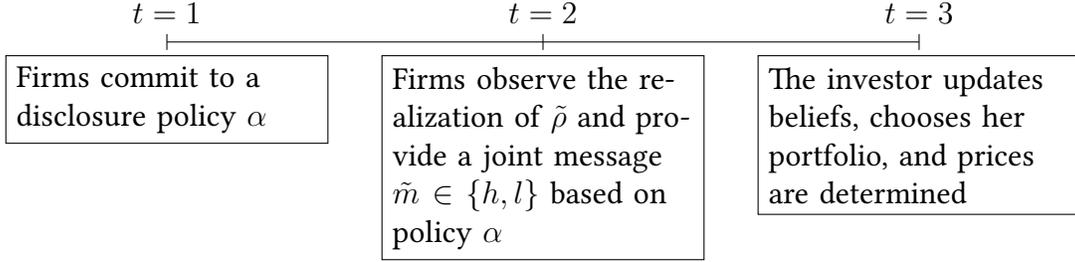 t = 1
t = 2
t = 3
Firms commit to a
disclosure policy α
Firms observe the re-
alization of ρ̃ and pro-
vide a joint message
m̃ ∈ {h, l} based on
policy α
The investor updates
beliefs, chooses her
portfolio, and prices
are determined